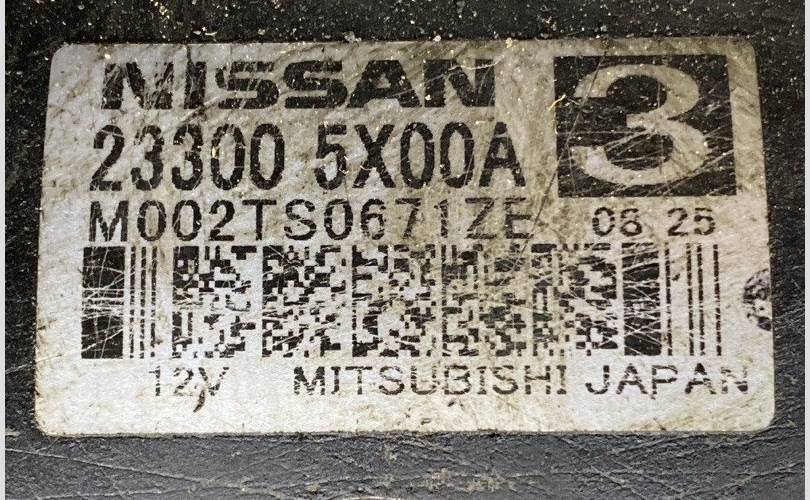 NISSAN 3
23300 5X00A
M002TS0671ZE 08 25
12V MITSUBISHI JAPAN